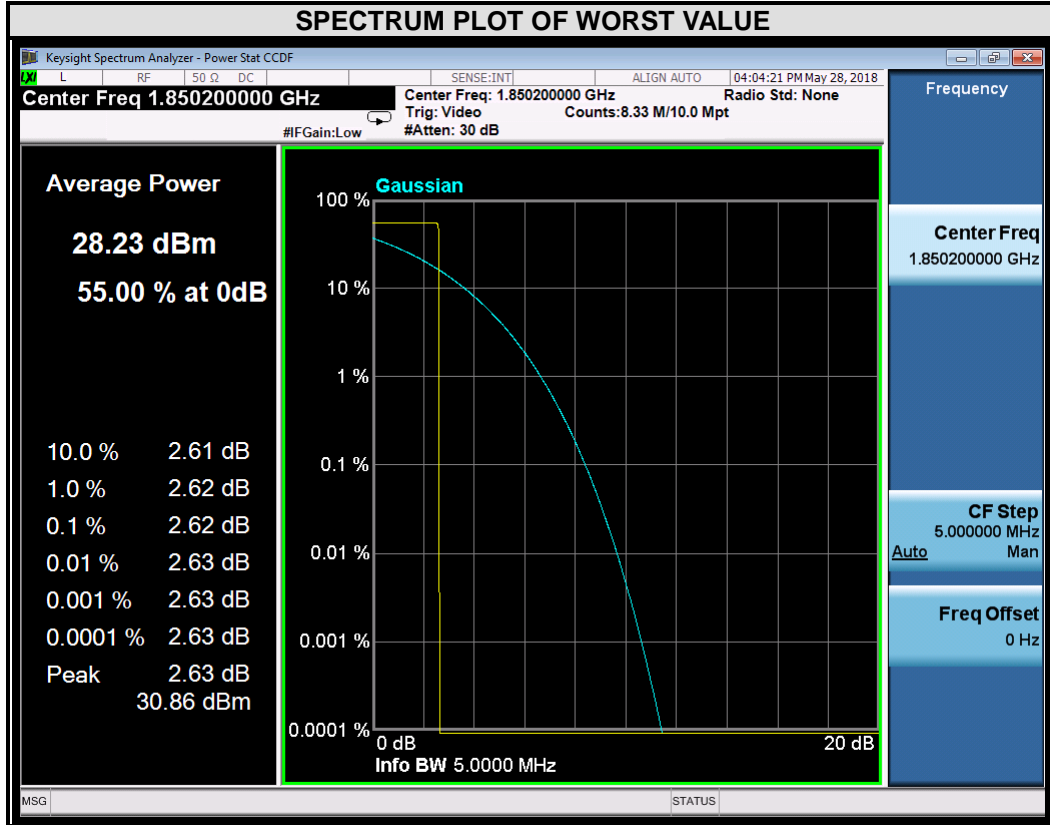 SPECTRUM PLOT OF WORST VALUE
Keysight Spectrum Analyzer - Power Stat CCDF
LXI L RF 50 Ω DC SENSE:INT ALIGN AUTO 04:04:21 PM May 28, 2018
Center Freq 1.850200000 GHz
#IFGain:Low
Center Freq: 1.850200000 GHz
Trig: Video Counts:8.33 M/10.0 Mpt
#Atten: 30 dB
Radio Std: None
Average Power
28.23 dBm
55.00 % at 0dB
10.0 % 2.61 dB
1.0 % 2.62 dB
0.1 % 2.62 dB
0.01 % 2.63 dB
0.001 % 2.63 dB
0.0001 % 2.63 dB
Peak 2.63 dB
30.86 dBm
Gaussian
100 %
10 %
1 %
0.1 %
0.01 %
0.001 %
0.0001 %
0 dB 20 dB
Info BW 5.0000 MHz
Frequency
Center Freq
1.850200000 GHz
CF Step
5.000000 MHz
Auto Man
Freq Offset
0 Hz
MSG STATUS